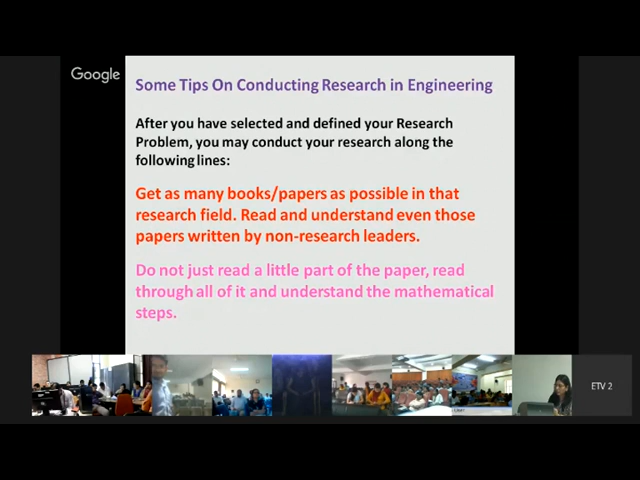 Google
Some Tips On Conducting Research in Engineering
After you have selected and defined your Research
Problem, you may conduct your research along the
following lines:
Get as many books/papers as possible in that
research field. Read and understand even those
papers written by non-research leaders.
Do not just read a little part of the paper, read
through all of it and understand the mathematical
steps.
ETV 2